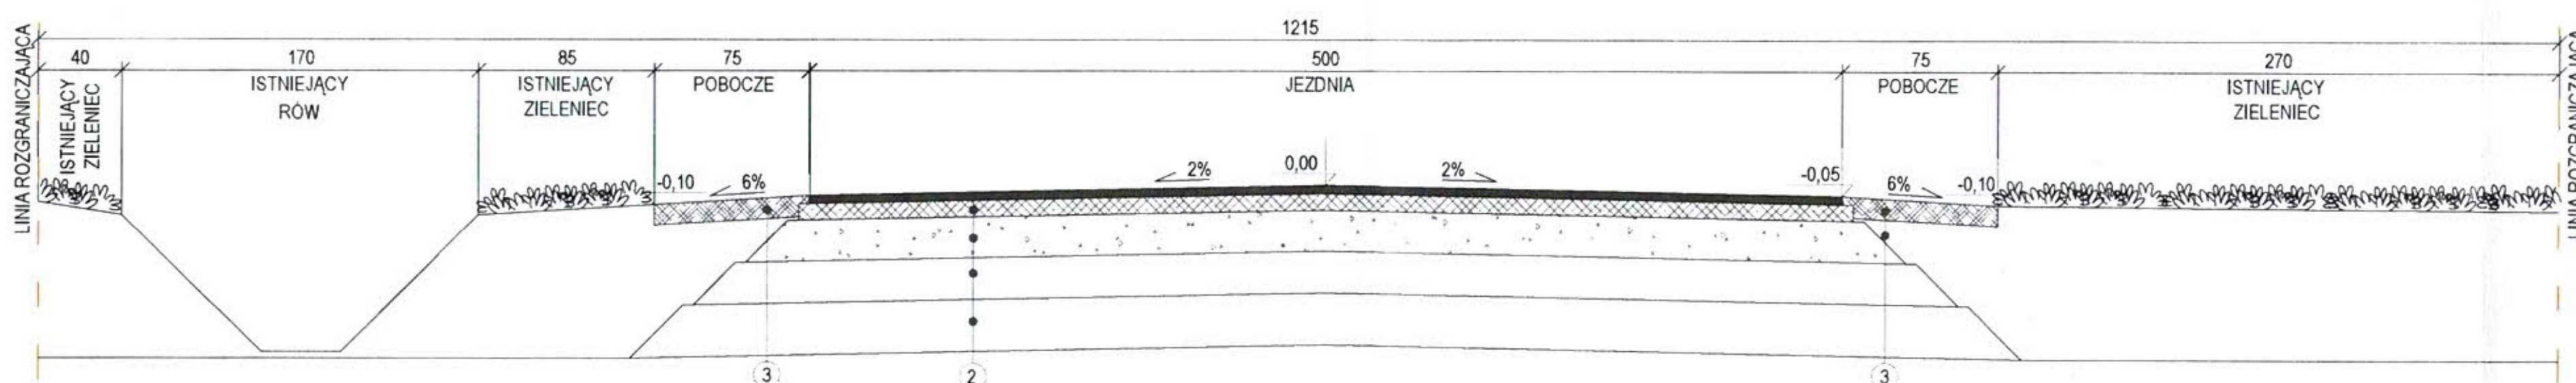 1215
40
170
85
75
500
75
270
LINIA ROZGRANICZAJĄCA
ISTNIEJĄCY
ZIELENIEC
ISTNIEJĄCY
RÓW
ISTNIEJĄCY
ZIELENIEC
POBOCZE
JEZDNIA
POBOCZE
ISTNIEJĄCY
ZIELENIEC
LINIA ROZGRANICZAJĄCA
-0,10
6%
2%
0,00
2%
-0,05
6%
-0,10
3
2
3